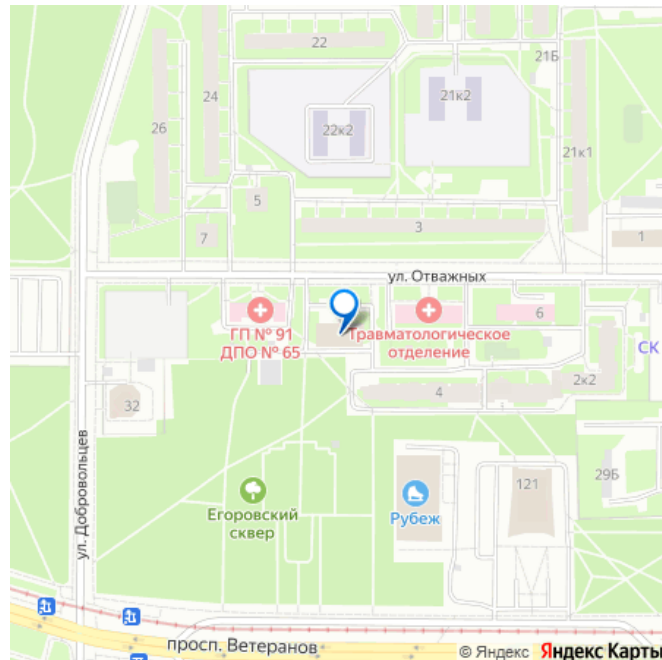 22
21Б
24
21к2
26
22к2
21к1
5
3
7
1
ул. Отважных
6
ГП № 91
ДПО № 65
Травматологическое
отделение
СК
2к2
4
32
ул. Добровольцев
121
29Б
Рубеж
Егоровский
сквер
просп. Ветеранов
© Яндекс Яндекс Карты